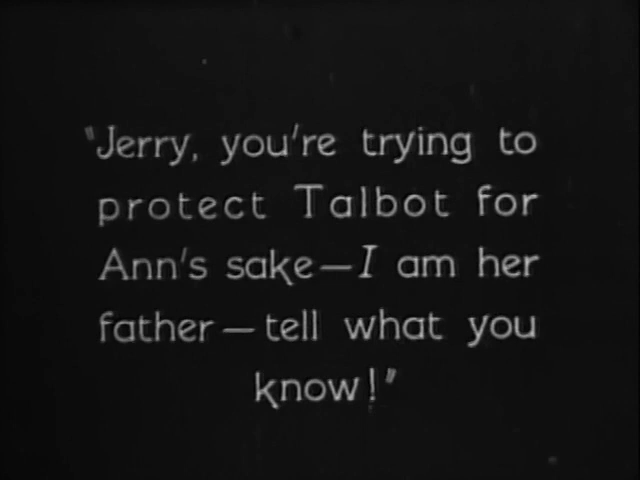 "Jerry, you're trying to
protect Talbot for
Ann's sake—I am her
father—tell what you
know!"